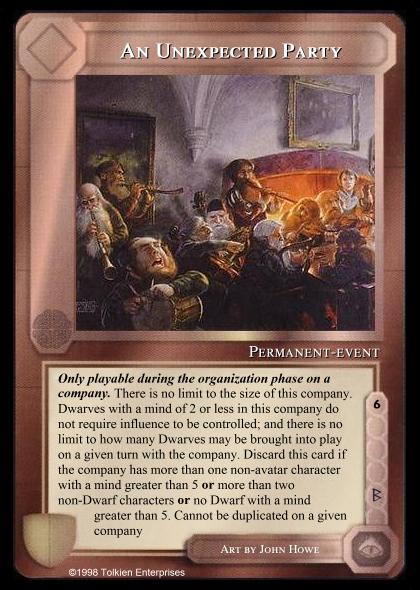 An Unexpected Party
Permanent-event
Only playable during the organization phase on a
company. There is no limit to the size of this company.
Dwarves with a mind of 2 or less in this company do
not require influence to be controlled; and there is no
limit to how many Dwarves may be brought into play
on a given turn with the company. Discard this card if
the company has more than one non-avatar character
with a mind greater than 5 or more than two
non-Dwarf characters or no Dwarf with a mind
greater than 5. Cannot be duplicated on a given
company
6
ᛒ
Art by John Howe
©1998 Tolkien Enterprises